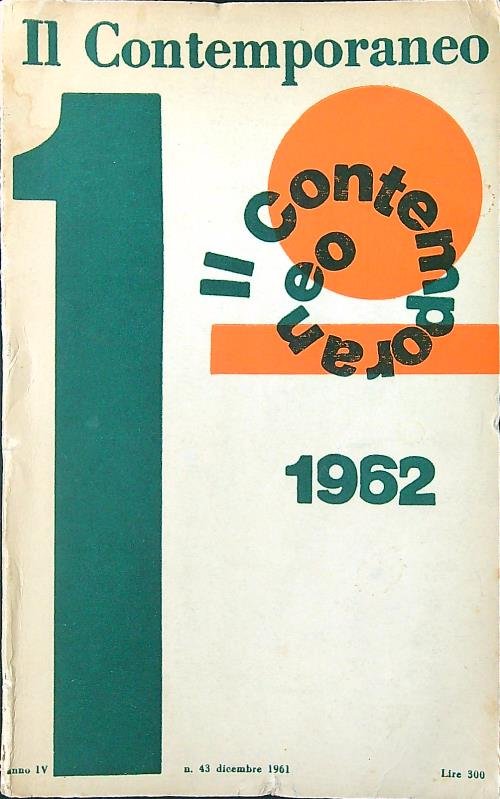 Il Contemporaneo
1
Il Contemporaneo
1962
anno IV n. 43 dicembre 1961 Lire 300